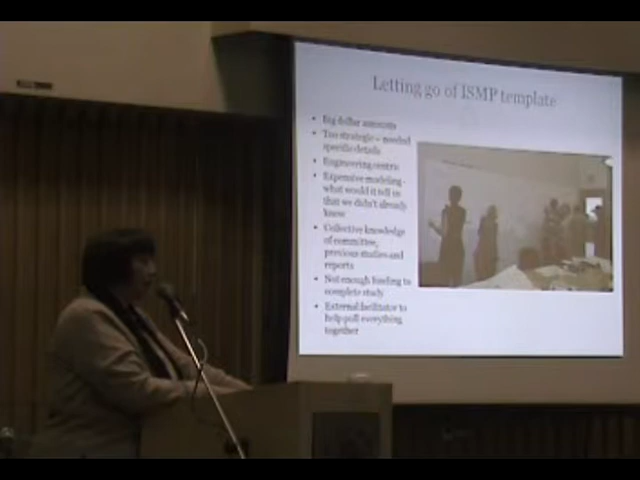 Letting go of ISMP template
• Big dollar amounts
• Too strategic – needed
specific details
• Engineering centric
• Expensive modeling -
what would it tell us
that we didn't already
know
• Collective knowledge
of committee,
previous studies and
reports
• Not enough funding to
complete study
• External facilitator to
help pull everything
together